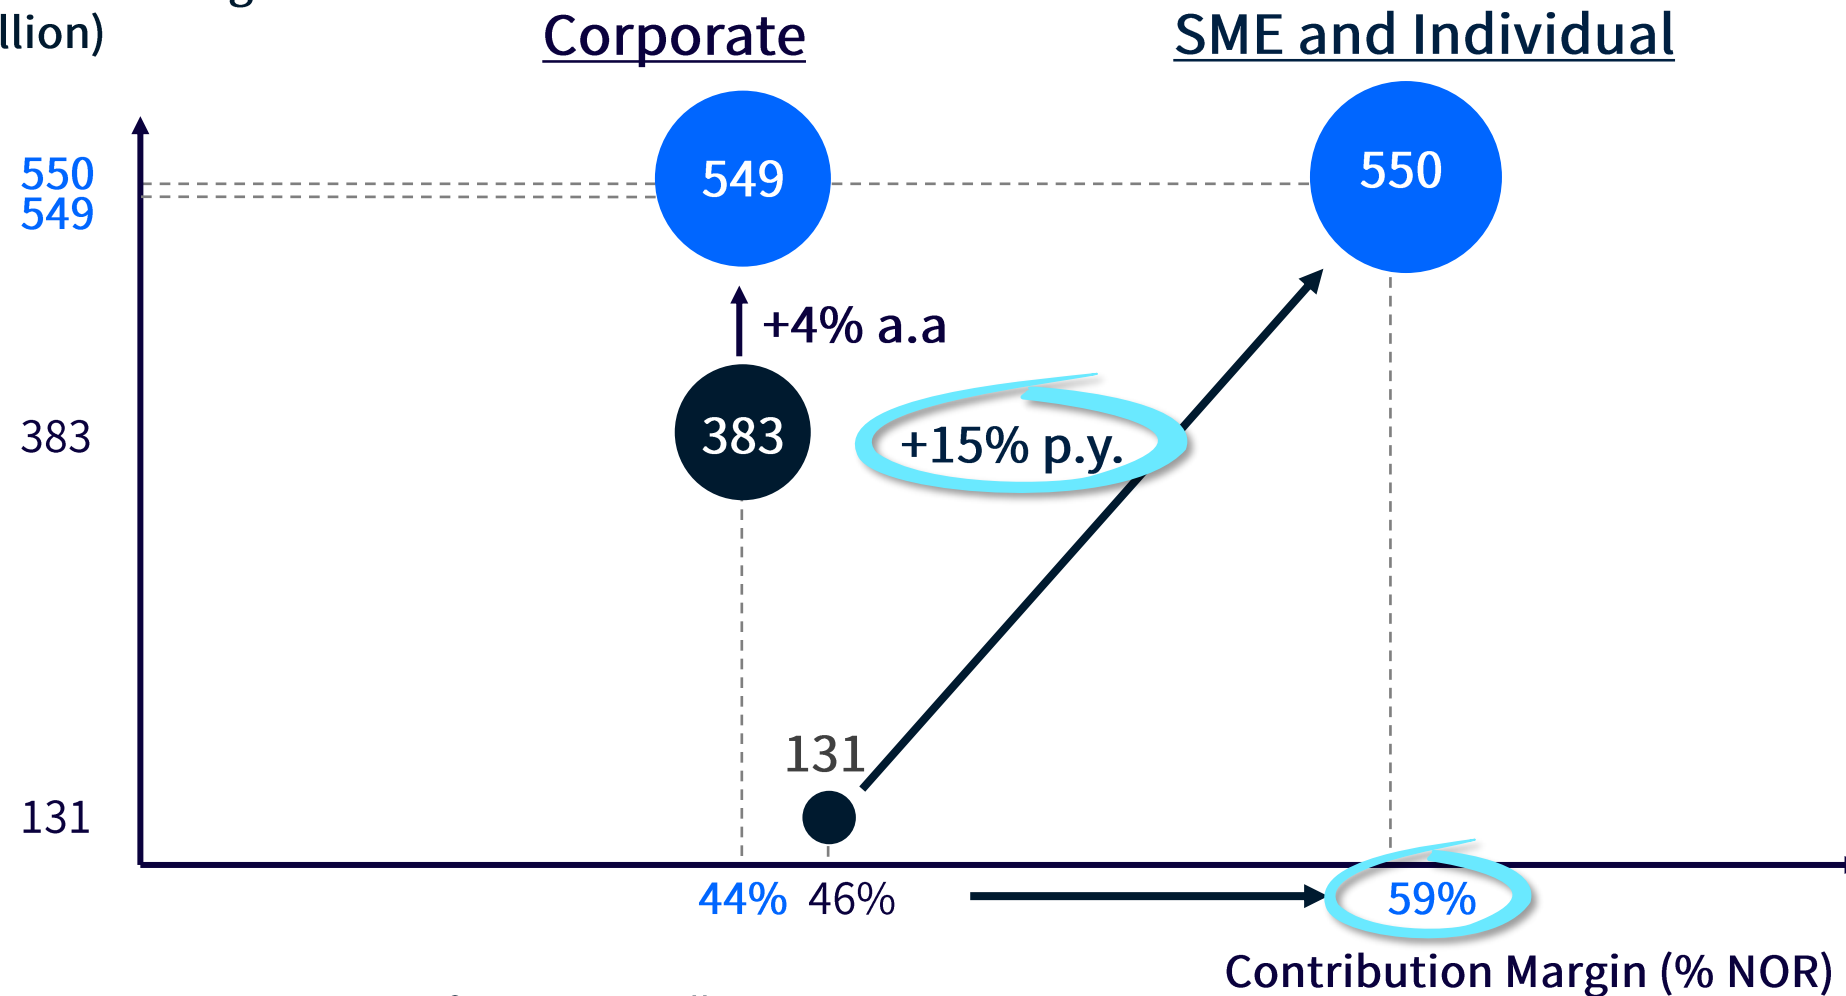 llion)
Corporate
SME and Individual
550
549
550
549
+4% a.a
383
383
+15% p.y.
131
131
44% 46%
59%
Contribution Margin (% NOR)